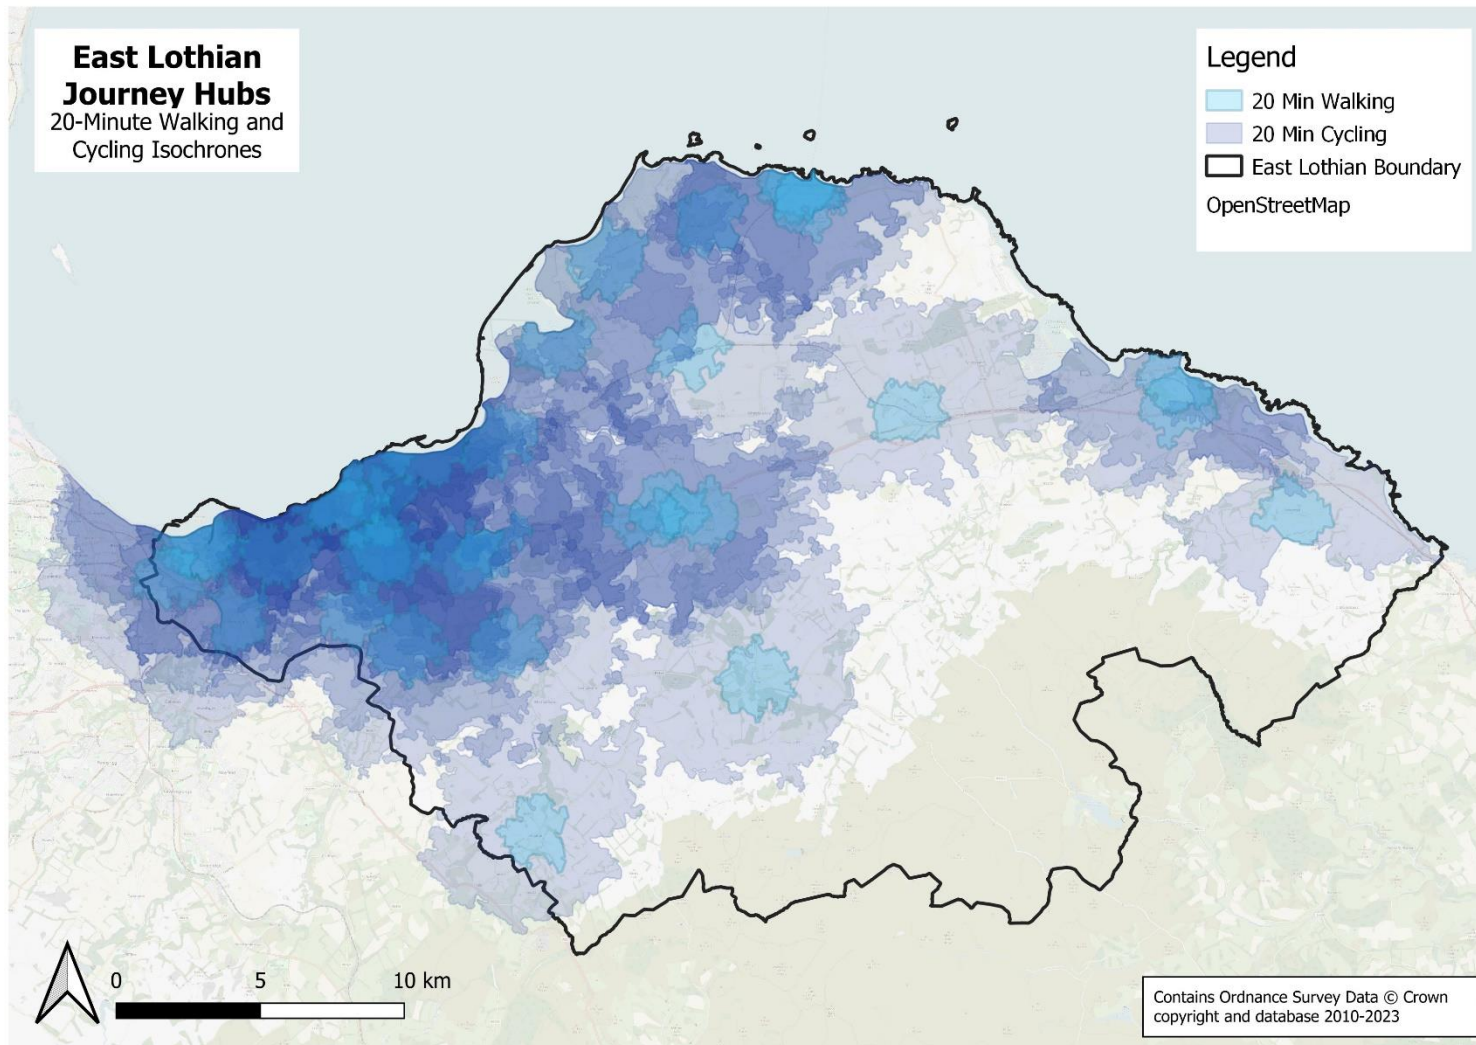 East Lothian
Journey Hubs
20-Minute Walking and
Cycling Isochrones
Legend
20 Min Walking
20 Min Cycling
East Lothian Boundary
OpenStreetMap
0 5 10 km
Contains Ordnance Survey Data © Crown
copyright and database 2010-2023